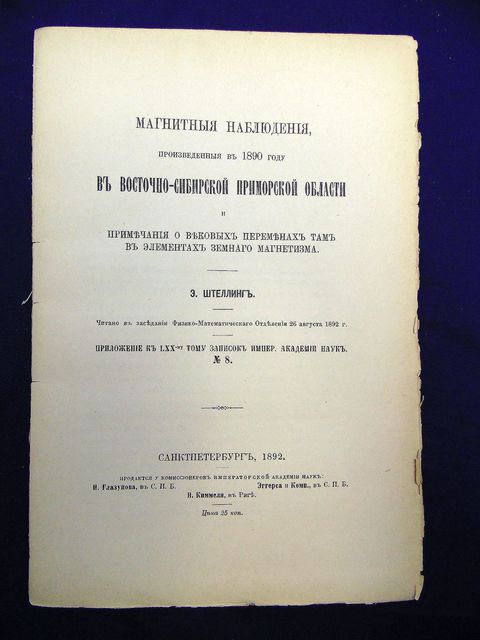 МАГНИТНЫЯ НАБЛЮДЕНІЯ,
ПРОИЗВЕДЕННЫЯ ВЪ 1890 ГОДУ
ВЪ ВОСТОЧНО-СИБИРСКОЙ ПРИМОРСКОЙ ОБЛАСТИ
И
ПРИМѢЧАНІЯ О ВѢКОВЫХЪ ПЕРЕМѢНАХЪ ТАМЪ
ВЪ ЭЛЕМЕНТАХЪ ЗЕМНАГО МАГНЕТИЗМА.
Э. ШТЕЛЛИНГЪ.
Читано въ засѣданіи Физико-Математическаго Отдѣленія 26 августа 1892 г.
ПРИЛОЖЕНІЕ КЪ LXX-МУ ТОМУ ЗАПИСОКЪ ИМПЕР. АКАДЕМІИ НАУКЪ.
№ 8.
САНКТПЕТЕРБУРГЪ, 1892.
ПРОДАЕТСЯ У КОМИССІОНЕРОВЪ ИМПЕРАТОРСКОЙ АКАДЕМІИ НАУКЪ:
И. Глазунова, въ С. П. Б. Эггерса и Комп., въ С. П. Б.
Н. Киммеля, въ Ригѣ.
Цѣна 25 коп.